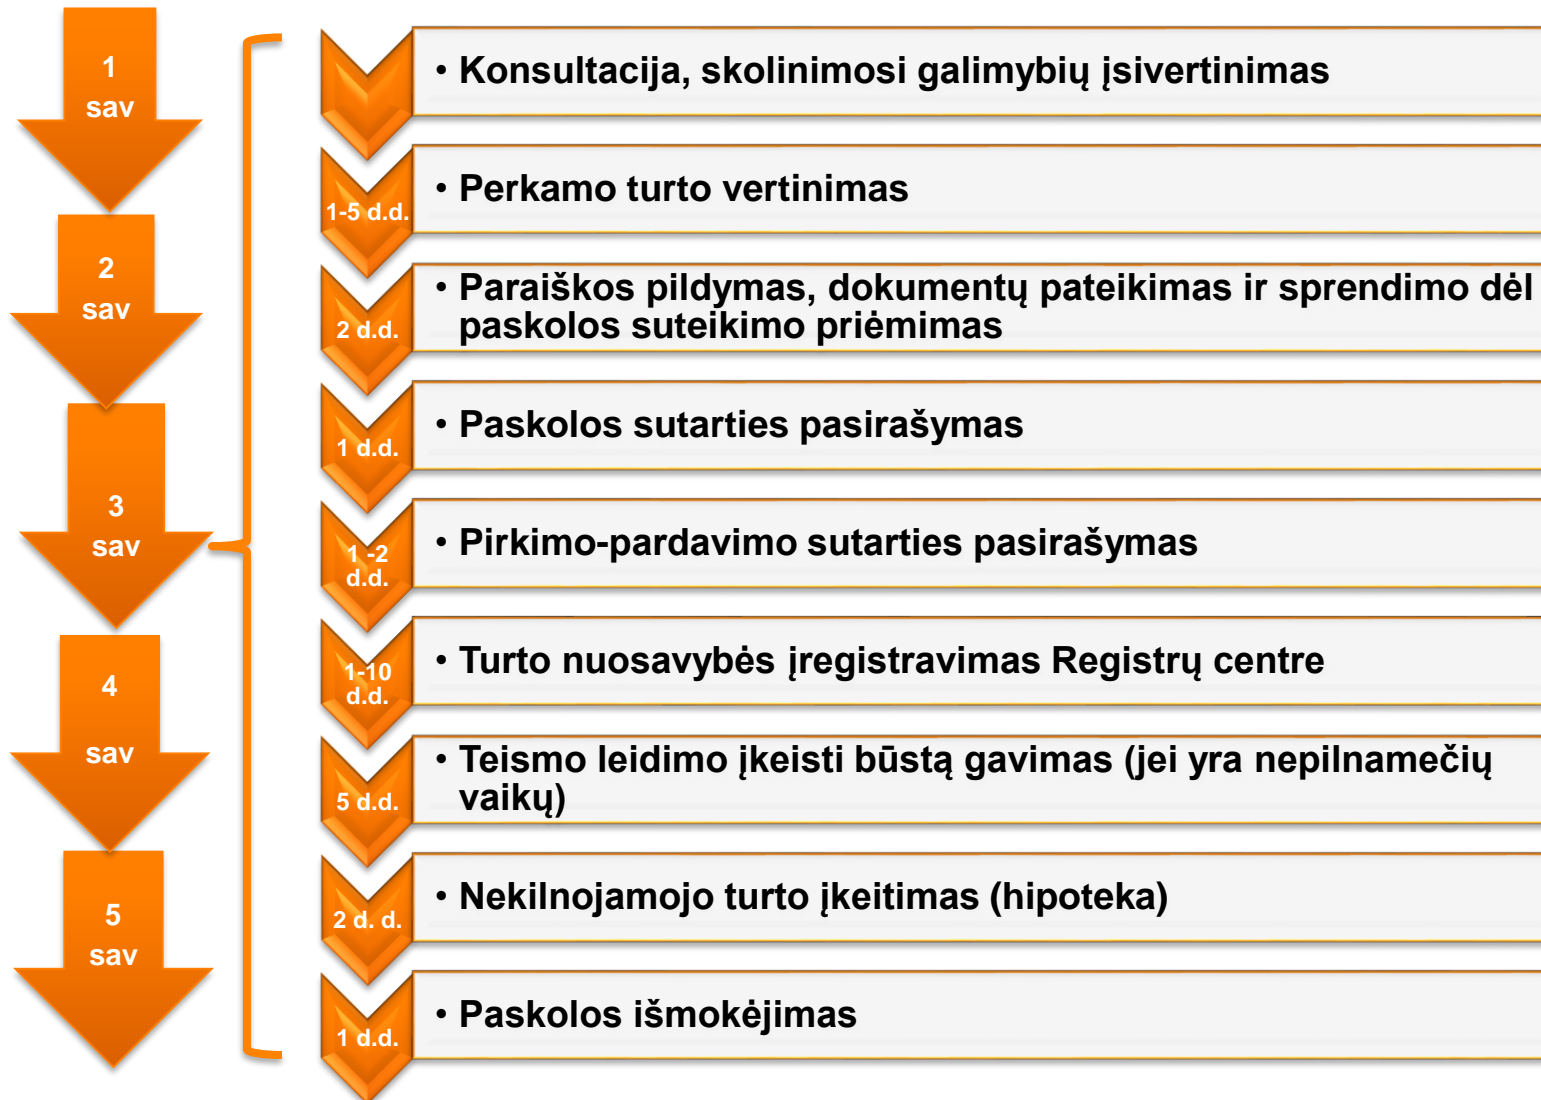 1
sav
2
sav
3
sav
4
sav
5
sav
• Konsultacija, skolinimosi galimybių įsivertinimas
1-5 d.d.
• Perkamo turto vertinimas
2 d.d.
• Paraiškos pildymas, dokumentų pateikimas ir sprendimo dėl
paskolos suteikimo priėmimas
1 d.d.
• Paskolos sutarties pasirašymas
1 -2
d.d.
• Pirkimo-pardavimo sutarties pasirašymas
1-10
d.d.
• Turto nuosavybės įregistravimas Registrų centre
5 d.d.
• Teismo leidimo įkeisti būstą gavimas (jei yra nepilnamečių
vaikų)
2 d. d.
• Nekilnojamojo turto įkeitimas (hipoteka)
1 d.d.
• Paskolos išmokėjimas